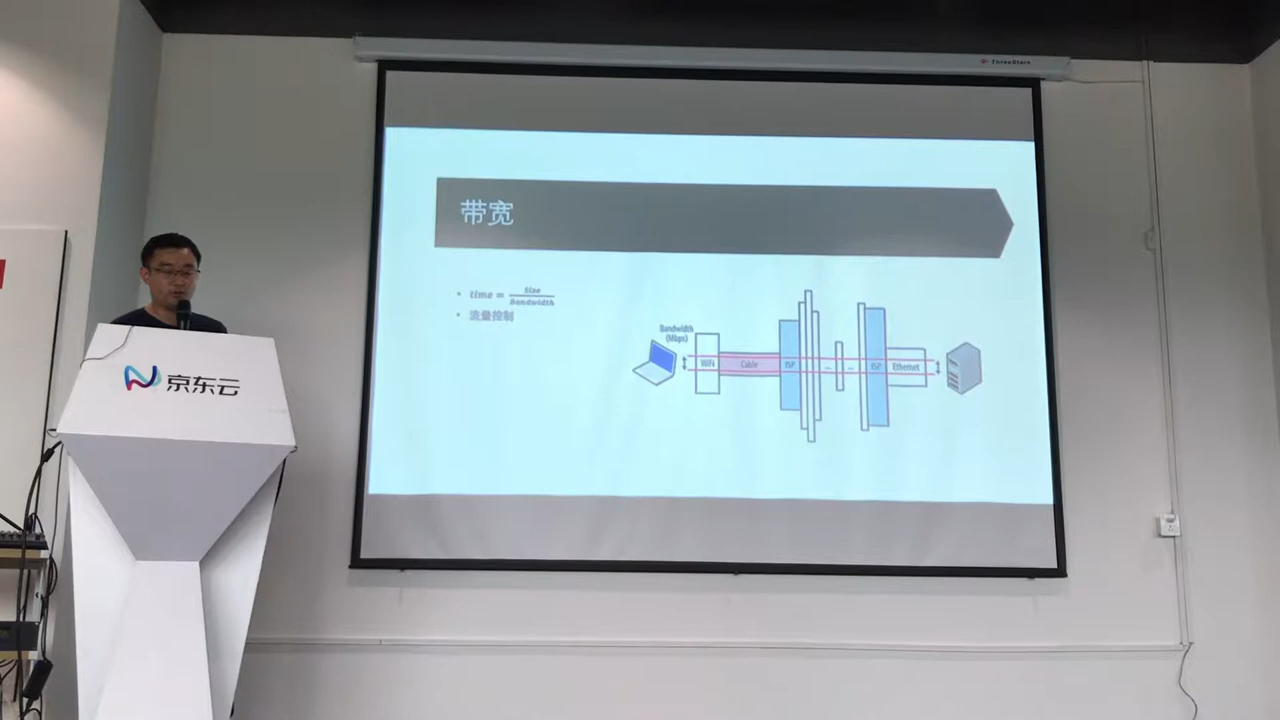 ThreeStars
带宽
• time = Size / Bandwidth
• 流量控制
Bandwidth
(Mbps)
WiFi
Cable
ISP
ISP
Ethernet
京东云